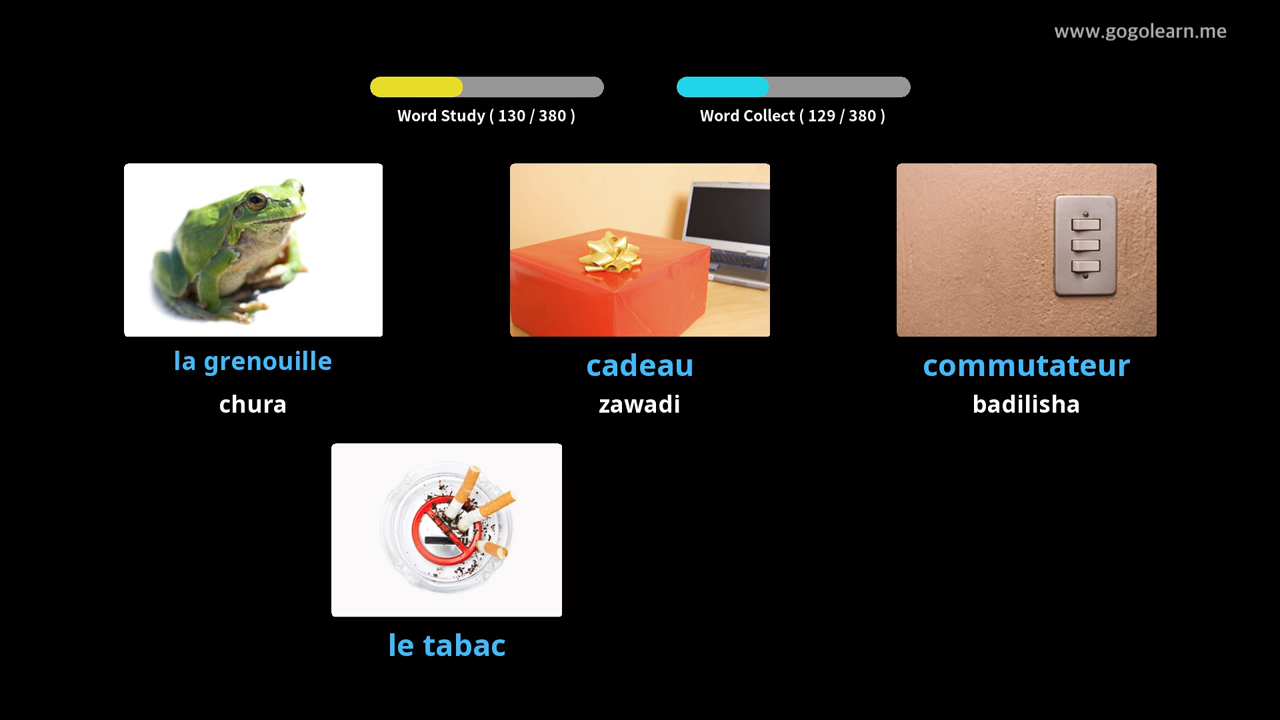 www.gogolearn.me
Word Study ( 130 / 380 )
Word Collect ( 129 / 380 )
la grenouille
cadeau
commutateur
chura
zawadi
badilisha
le tabac